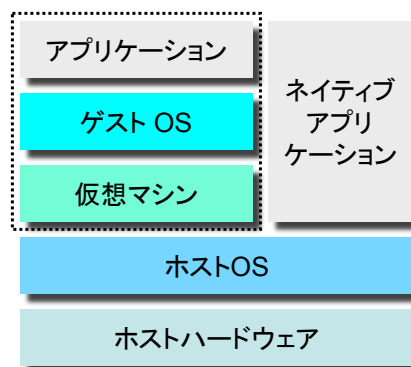 アプリケーション
ゲスト OS
仮想マシン
ネイティブ
アプリ
ケーション
ホストOS
ホストハードウェア